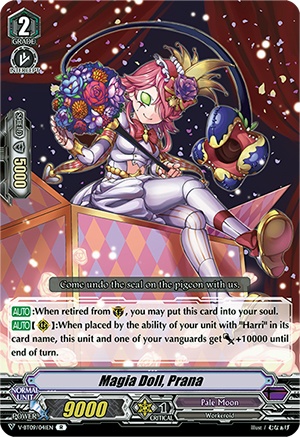 2
GRADE
INTERCEPT
SHIELD
5000
Come undo the seal on the pigeon with us.
AUTO :When retired from , you may put this card into your soul.
AUTO [ ]:When placed by the ability of your unit with "Harri" in its
card name, this unit and one of your vanguards get +10000 until
end of turn.
Magia Doll, Prana
NORMAL
UNIT
V-BT09/041EN R
POWER 9000
1
CRITICAL
Pale Moon
Workeroid
Illust /